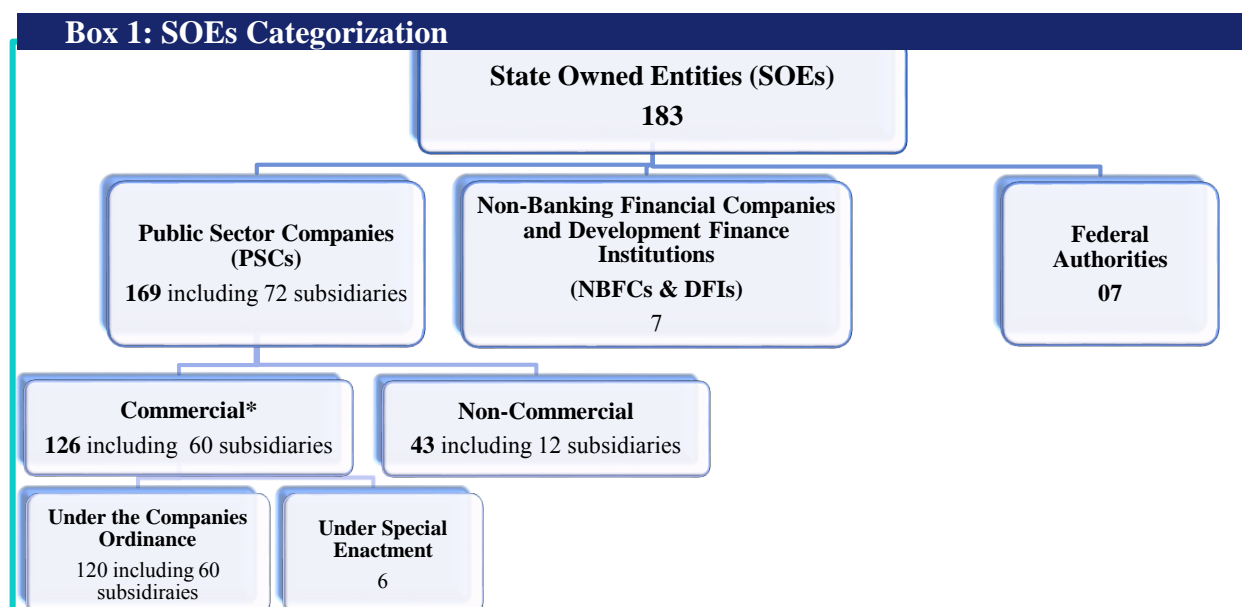 Box 1: SOEs Categorization
State Owned Entities (SOEs)
183
Public Sector Companies
(PSCs)
169 including 72 subsidiaries
Non-Banking Financial Companies
and Development Finance
Institutions
(NBFCs & DFIs)
7
Federal
Authorities
07
Commercial*
126 including 60 subsidiaries
Non-Commercial
43 including 12 subsidiaries
Under the Companies
Ordinance
120 including 60
subsidiraies
Under Special
Enactment
6